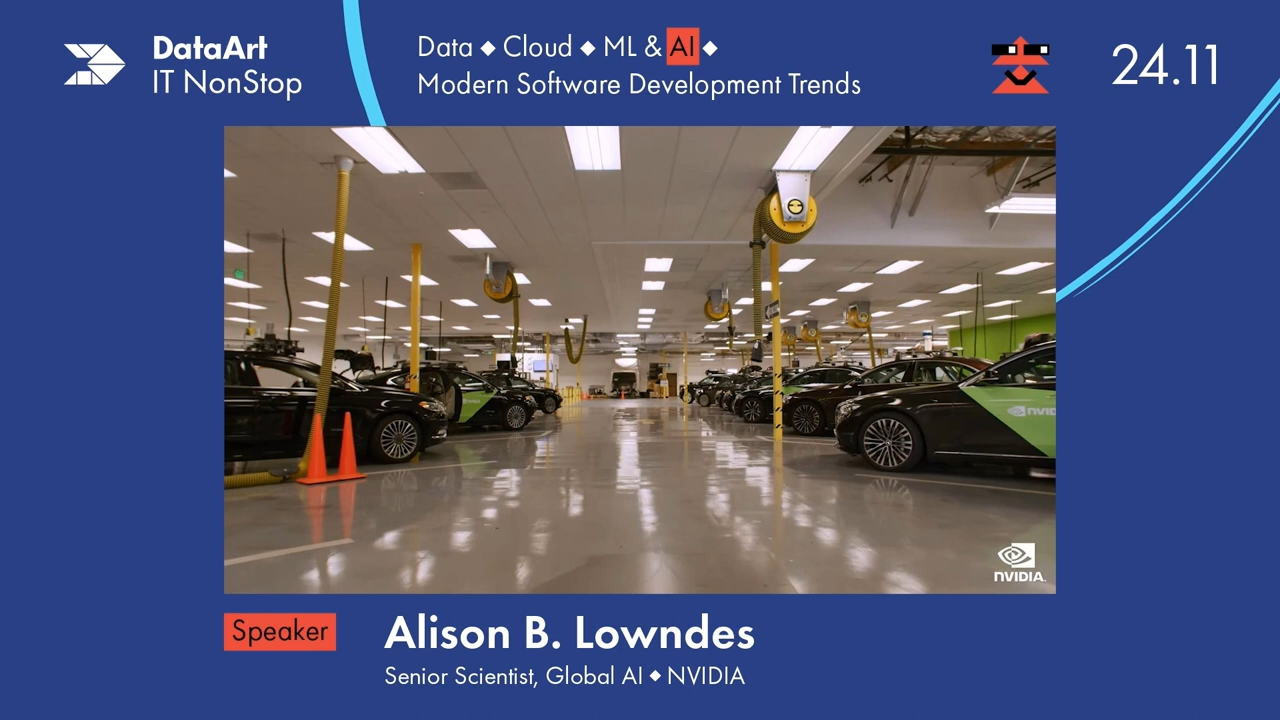 DataArt
IT NonStop
Data ◆ Cloud ◆ ML & AI ◆
Modern Software Development Trends
24.11
NVIDIA.
Speaker
Alison B. Lowndes
Senior Scientist, Global AI ◆ NVIDIA